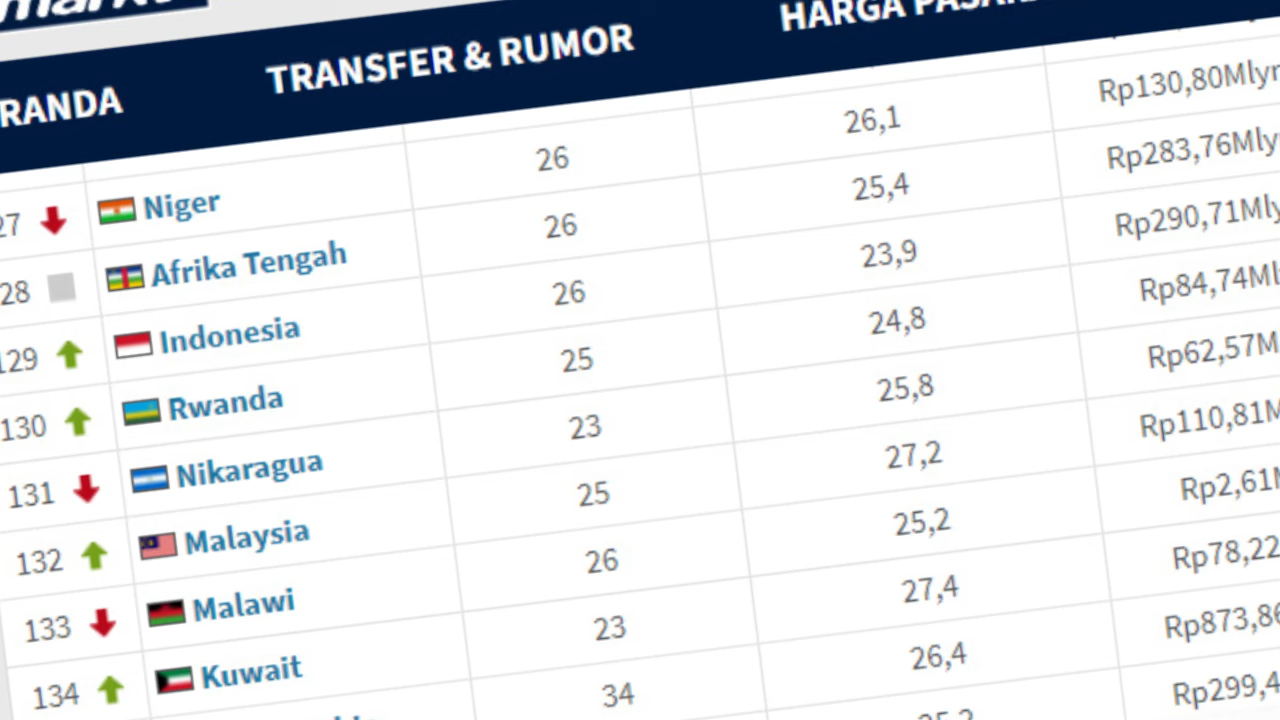 RANDA TRANSFER & RUMOR HARGA PASAR
27 Niger 26 26,1 Rp130,80Mlyr
28 Afrika Tengah 26 25,4 Rp283,76Mly
129 Indonesia 26 23,9 Rp290,71Mly
130 Rwanda 25 24,8 Rp84,74Ml
131 Nikaragua 23 25,8 Rp62,57M
132 Malaysia 25 27,2 Rp110,81M
133 Malawi 26 25,2 Rp2,61M
134 Kuwait 23 27,4 Rp78,22
34 26,4 Rp873,86
Rp299,4